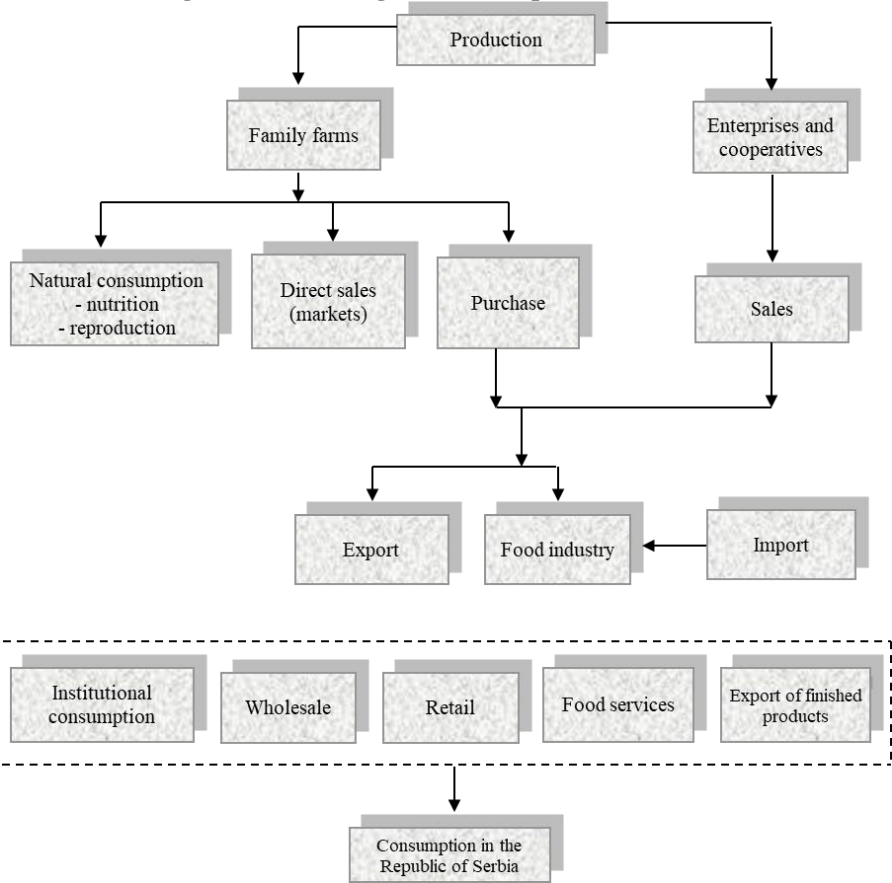 Production
Family farms
Enterprises and
cooperatives
Natural consumption
- nutrition
- reproduction
Direct sales
(markets)
Purchase
Sales
Export
Food industry
Import
Institutional
consumption
Wholesale
Retail
Food services
Export of finished
products
Consumption in the
Republic of Serbia